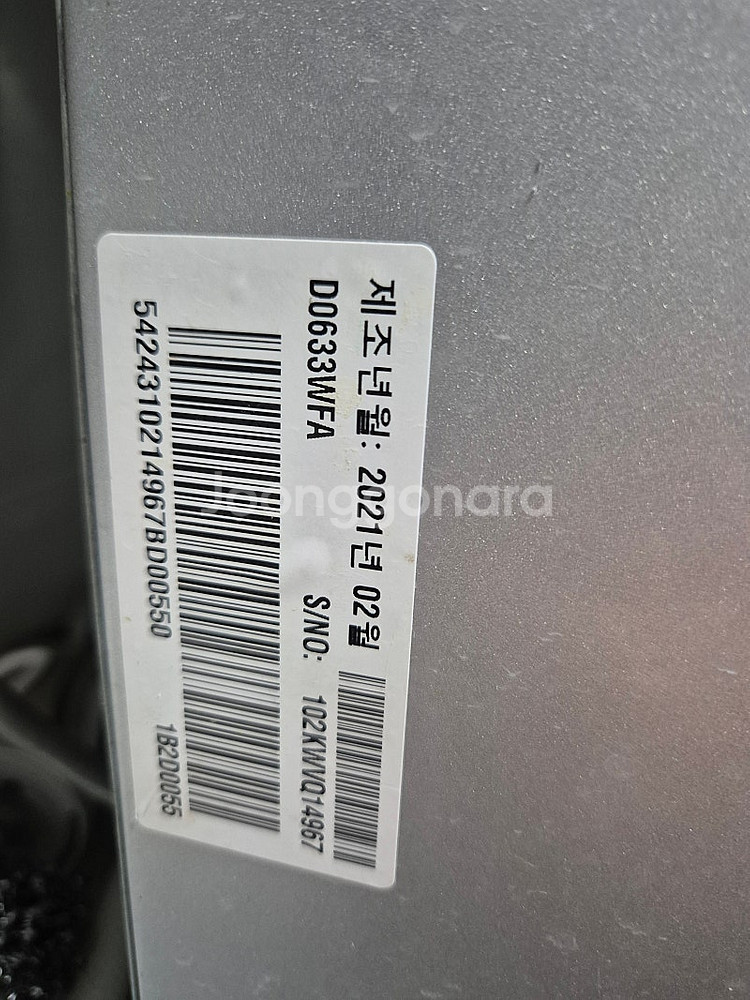 제조년월: 2021년 02월
D0633WFA S/NO: 102KWVQ14967
5424310214967BD00550 1B2D0055
Joonggonara